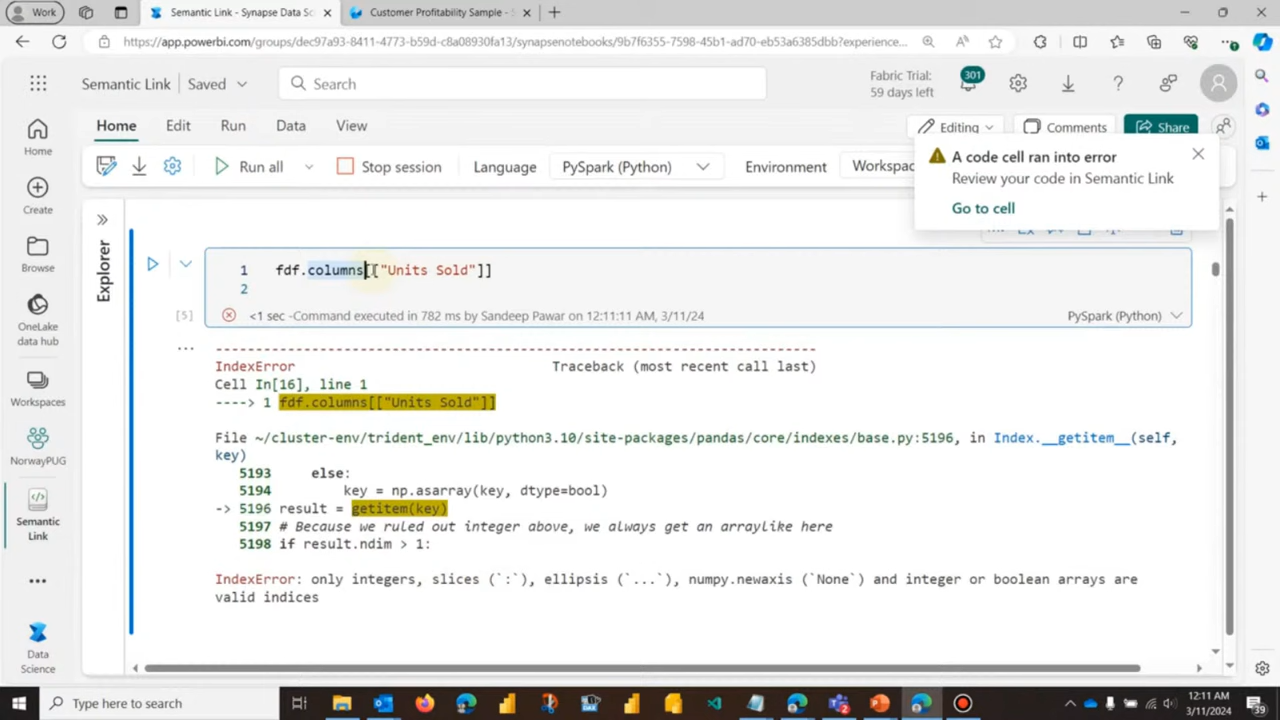 Work
Semantic Link - Synapse Data Sc
Customer Profitability Sample -
https://app.powerbi.com/groups/dec97a93-8411-4773-b59d-c8a08930fa13/synapsenotebooks/9b7f6355-7598-45b1-ad70-eb53a6385dbb?experience...
Semantic Link | Saved
Search
Fabric Trial:
59 days left
301
Home Edit Run Data View
Editing Comments Share
Run all Stop session Language PySpark (Python) Environment Workspac
A code cell ran into error
Review your code in Semantic Link
Go to cell
Home
Create
Browse
OneLake
data hub
Workspaces
NorwayPUG
Semantic
Link
Data
Science
Explorer
1 fdf.columns[["Units Sold"]]
2
[5] <1 sec -Command executed in 782 ms by Sandeep Pawar on 12:11:11 AM, 3/11/24 PySpark (Python)
---------------------------------------------------------------------------
IndexError Traceback (most recent call last)
Cell In[16], line 1
----> 1 fdf.columns[["Units Sold"]]
File ~/cluster-env/trident_env/lib/python3.10/site-packages/pandas/core/indexes/base.py:5196, in Index.__getitem__(self,
key)
5193 else:
5194 key = np.asarray(key, dtype=bool)
-> 5196 result = getitem(key)
5197 # Because we ruled out integer above, we always get an arraylike here
5198 if result.ndim > 1:
IndexError: only integers, slices (`:`), ellipsis (`...`), numpy.newaxis (`None`) and integer or boolean arrays are
valid indices
Type here to search
12:11 AM
3/11/2024
39